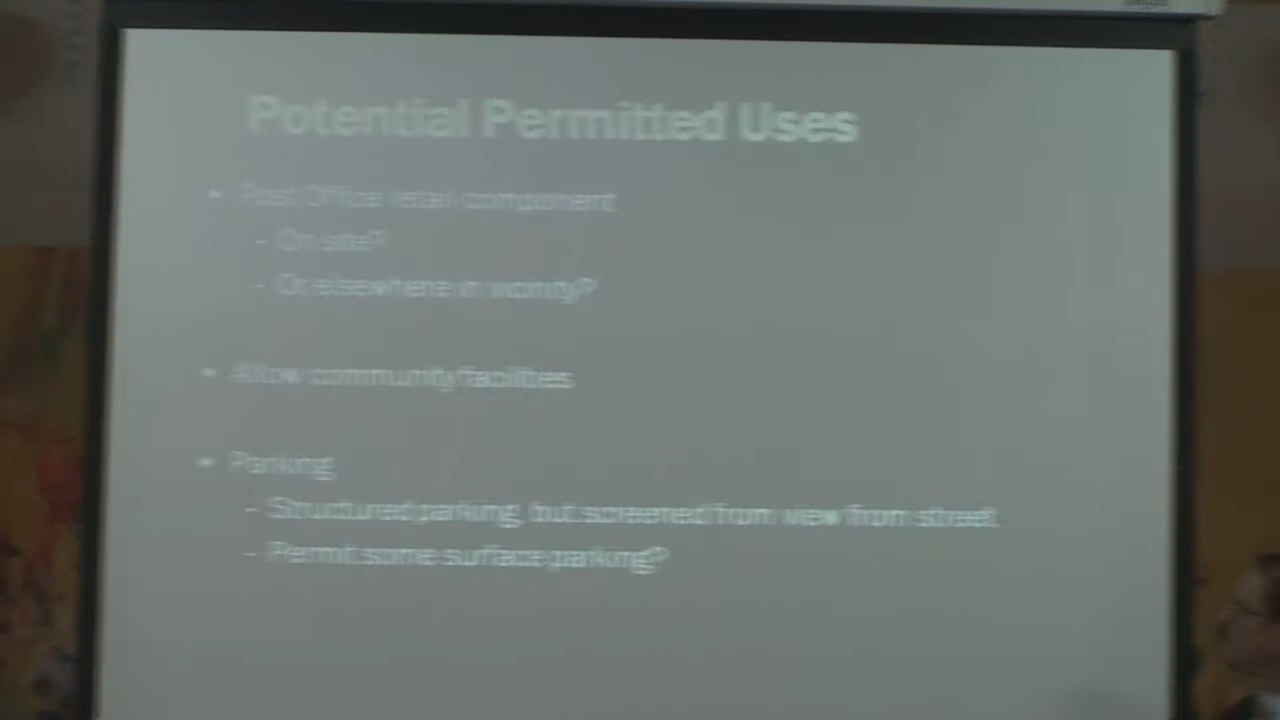 Potential Permitted Uses
• Post Office retail component
- On site?
- Or elsewhere in vicinity?
• Allow community facilities
• Parking
- Structured parking, but screened from view from street
- Permit some surface parking?